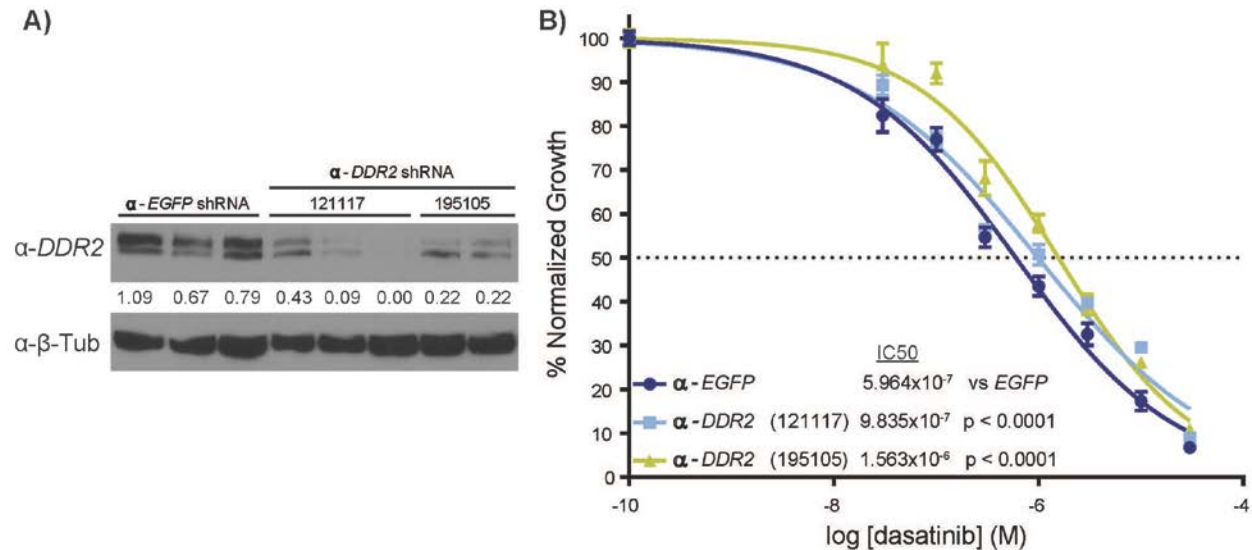 A)
α-DDR2 shRNA
α-EGFP shRNA 121117 195105
α-DDR2
1.09 0.67 0.79 0.43 0.09 0.00 0.22 0.22
α-β-Tub
B)
% Normalized Growth
100
90
80
70
60
50
40
30
20
10
0
IC50
α-EGFP 5.964x10⁻⁷ vs EGFP
α-DDR2 (121117) 9.835x10⁻⁷ p < 0.0001
α-DDR2 (195105) 1.563x10⁻⁶ p < 0.0001
-10 -8 -6 -4
log [dasatinib] (M)